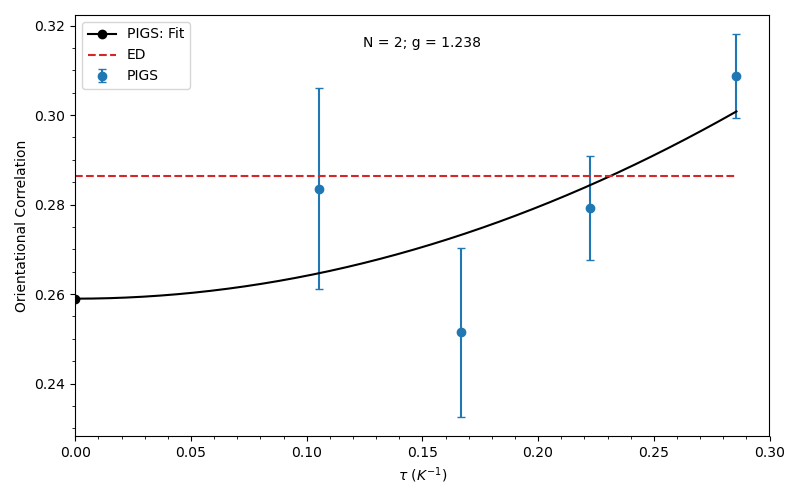 N = 2; g = 1.238
PIGS: Fit
ED
PIGS
Orientational Correlation
0.32
0.30
0.28
0.26
0.24
0.00 0.05 0.10 0.15 0.20 0.25 0.30
τ (K⁻¹)